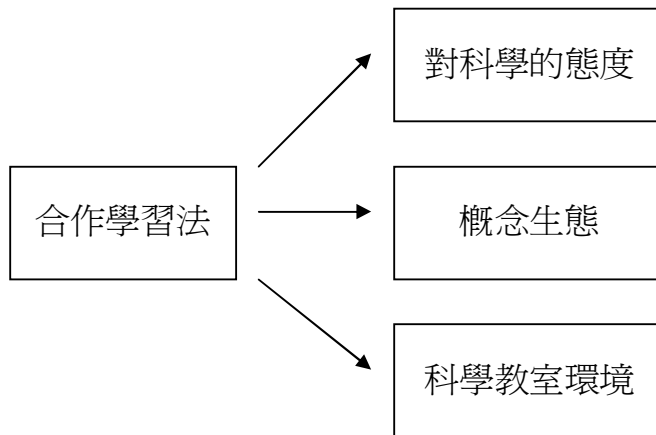 對科學的態度
合作學習法
概念生態
科學教室環境